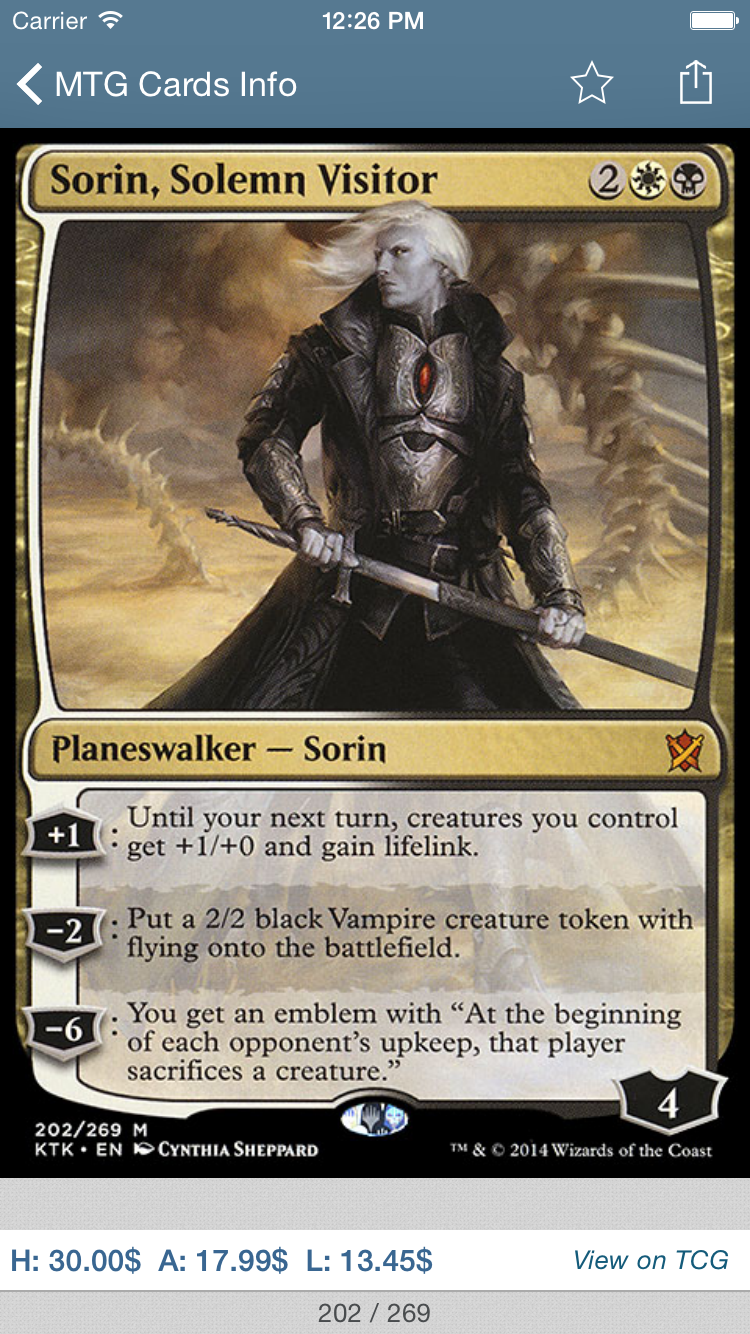 Carrier 12:26 PM
MTG Cards Info
Sorin, Solemn Visitor 2
Planeswalker — Sorin
+1 : Until your next turn, creatures you control
get +1/+0 and gain lifelink.
−2 : Put a 2/2 black Vampire creature token with
flying onto the battlefield.
−6 : You get an emblem with “At the beginning
of each opponent’s upkeep, that player
sacrifices a creature.”
4
202/269 M
KTK • EN Cynthia Sheppard ™ & © 2014 Wizards of the Coast
H: 30.00$ A: 17.99$ L: 13.45$ View on TCG
202 / 269